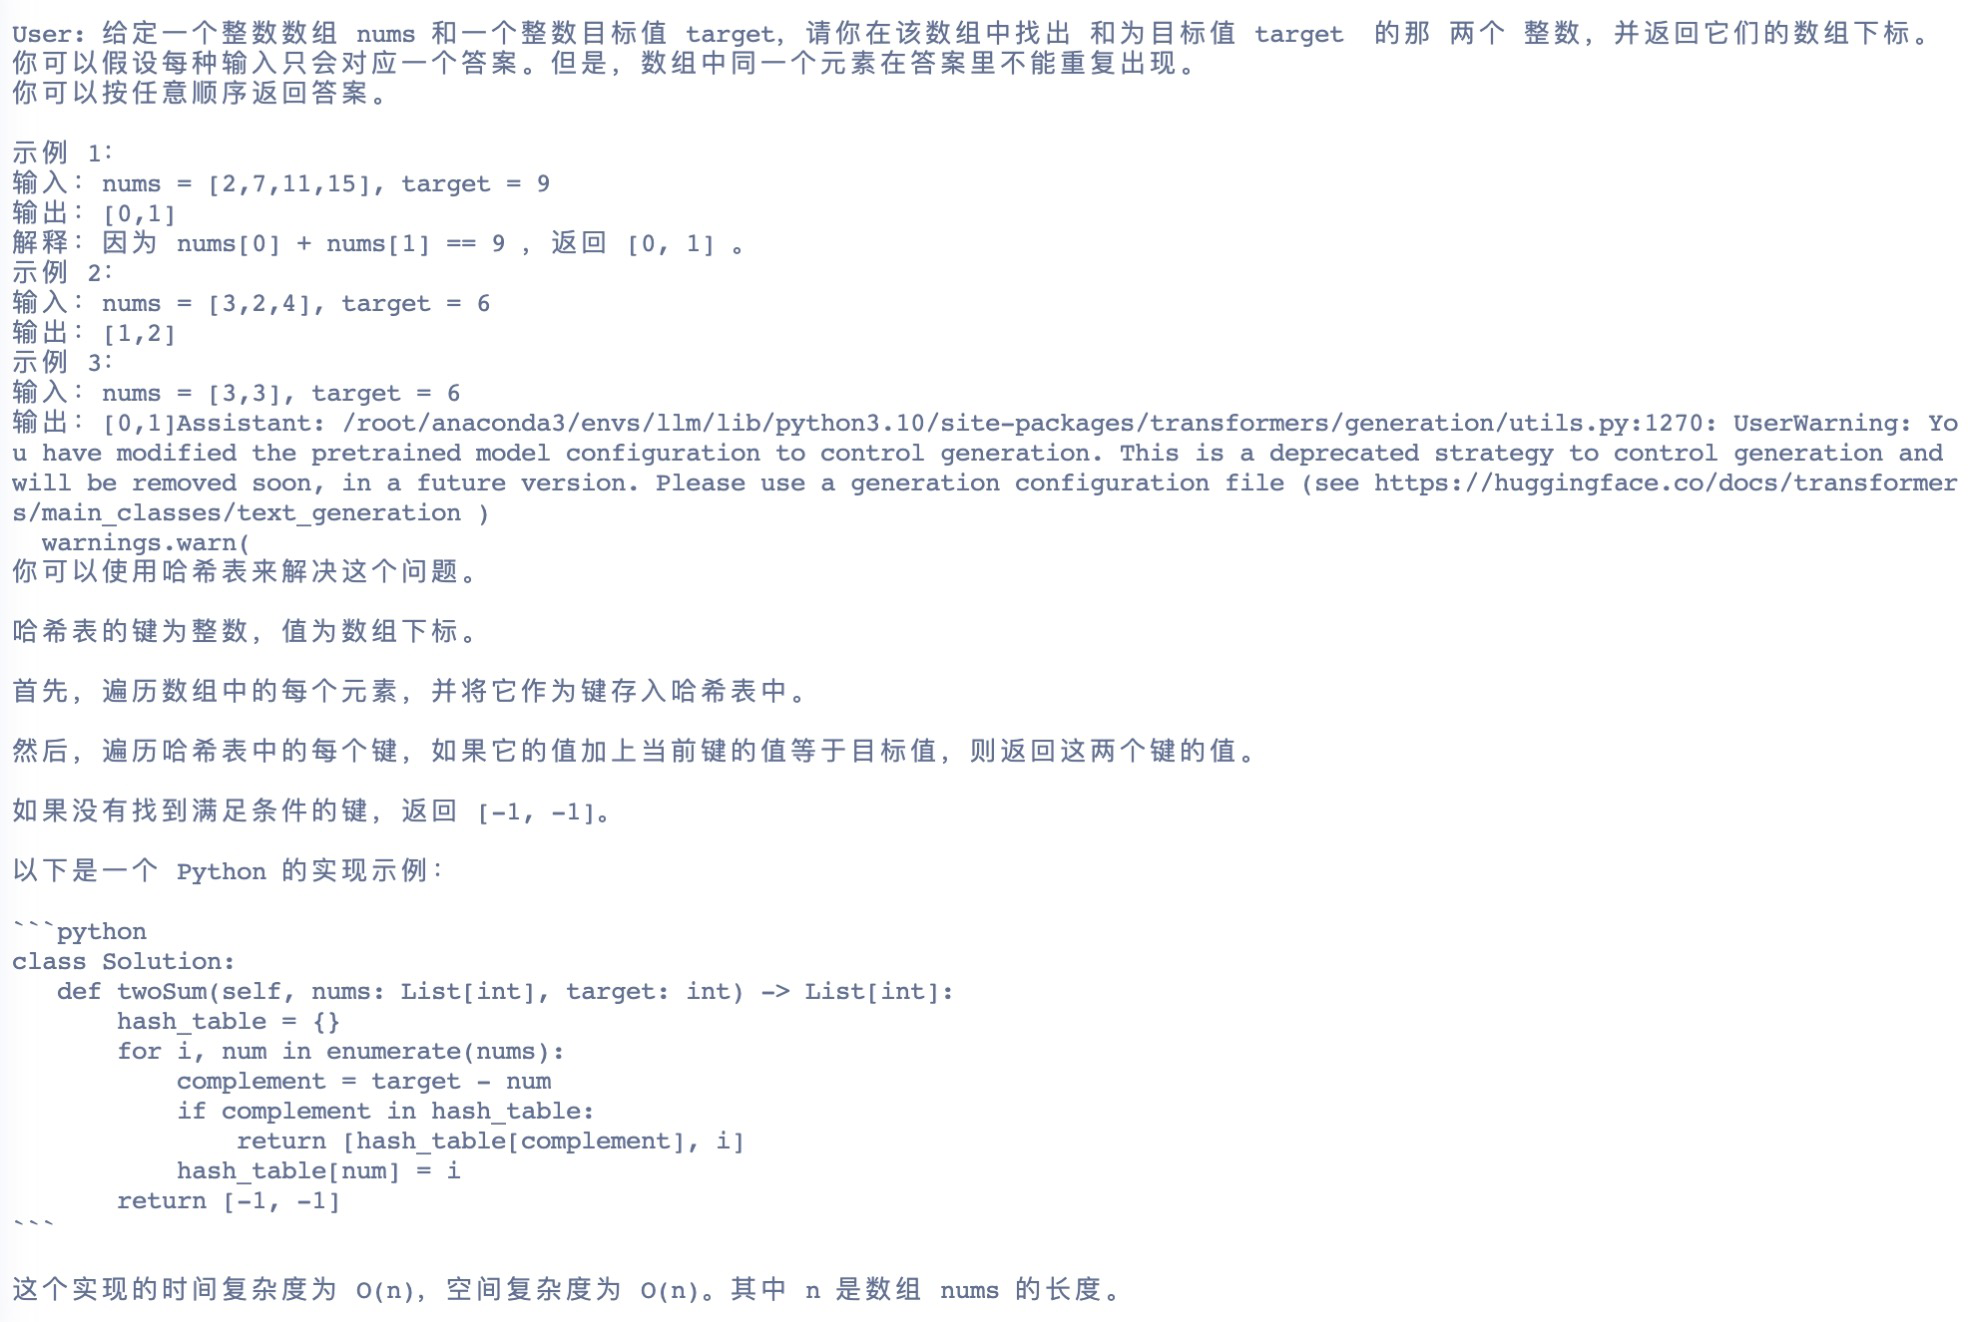 User: 给定一个整数数组 nums 和一个整数目标值 target, 请你在该数组中找出 和为目标值 target  的那 两个 整数, 并返回它们的数组下标。
你可以假设每种输入只会对应一个答案。但是, 数组中同一个元素在答案里不能重复出现。
你可以按任意顺序返回答案。

示例 1:
输入: nums = [2,7,11,15], target = 9
输出: [0,1]
解释: 因为 nums[0] + nums[1] == 9 , 返回 [0, 1] 。
示例 2:
输入: nums = [3,2,4], target = 6
输出: [1,2]
示例 3:
输入: nums = [3,3], target = 6
输出: [0,1]Assistant: /root/anaconda3/envs/llm/lib/python3.10/site-packages/transformers/generation/utils.py:1270: UserWarning: Yo
u have modified the pretrained model configuration to control generation. This is a deprecated strategy to control generation and
will be removed soon, in a future version. Please use a generation configuration file (see https://huggingface.co/docs/transformer
s/main_classes/text_generation )
  warnings.warn(
你可以使用哈希表来解决这个问题。

哈希表的键为整数, 值为数组下标。

首先, 遍历数组中的每个元素, 并将它作为键存入哈希表中。

然后, 遍历哈希表中的每个键, 如果它的值加上当前键的值等于目标值, 则返回这两个键的值。

如果没有找到满足条件的键, 返回 [-1, -1]。

以下是一个 Python 的实现示例:

```python
class Solution:
   def twoSum(self, nums: List[int], target: int) -> List[int]:
       hash_table = {}
       for i, num in enumerate(nums):
           complement = target - num
           if complement in hash_table:
               return [hash_table[complement], i]
           hash_table[num] = i
       return [-1, -1]
```

这个实现的时间复杂度为 O(n), 空间复杂度为 O(n)。其中 n 是数组 nums 的长度。